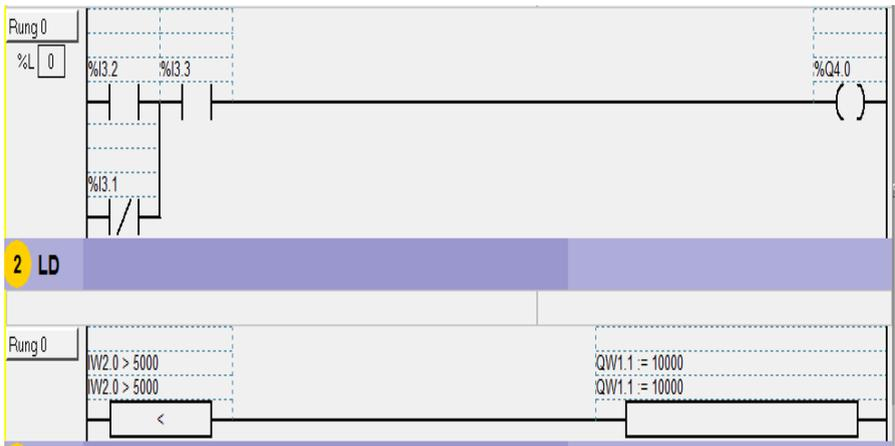 Rung 0
%L 0
%I3.2 %I3.3 %Q4.0
%I3.1
2 LD
Rung 0
IW2.0 > 5000 QW1.1 := 10000
IW2.0 > 5000 QW1.1 := 10000
<